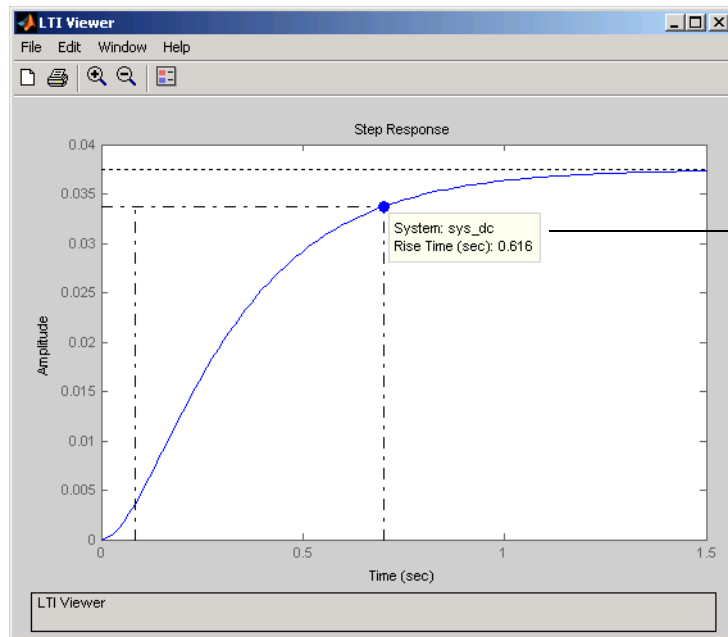 LTI Viewer
File Edit Window Help
Step Response
0.04
0.035
0.03
0.025
0.02
0.015
0.01
0.005
0
Amplitude
System: sys_dc
Rise Time (sec): 0.616
0 0.5 1 1.5
Time (sec)
LTI Viewer